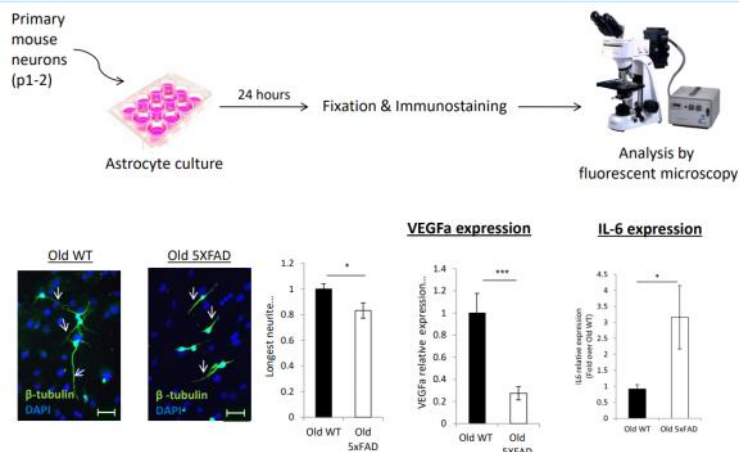 Primary
mouse
neurons
(p1-2)
24 hours
Fixation & Immunostaining
Astrocyte culture
Analysis by
fluorescent microscopy
VEGFa expression
IL-6 expression
Old WT
Old 5XFAD
β-tubulin
DAPI
β -tubulin
DAPI
Longest neurite...
1.2
1
0.8
0.6
0.4
0.2
0
*
Old WT
Old
5xFAD
VEGFa relative expression...
1.4
1.2
1
0.8
0.6
0.4
0.2
0
***
Old WT
Old
5XFAD
IL6 relative expression
(Fold over Old WT)
4.5
4
3.5
3
2.5
2
1.5
1
0.5
0
*
Old WT
Old 5xFAD